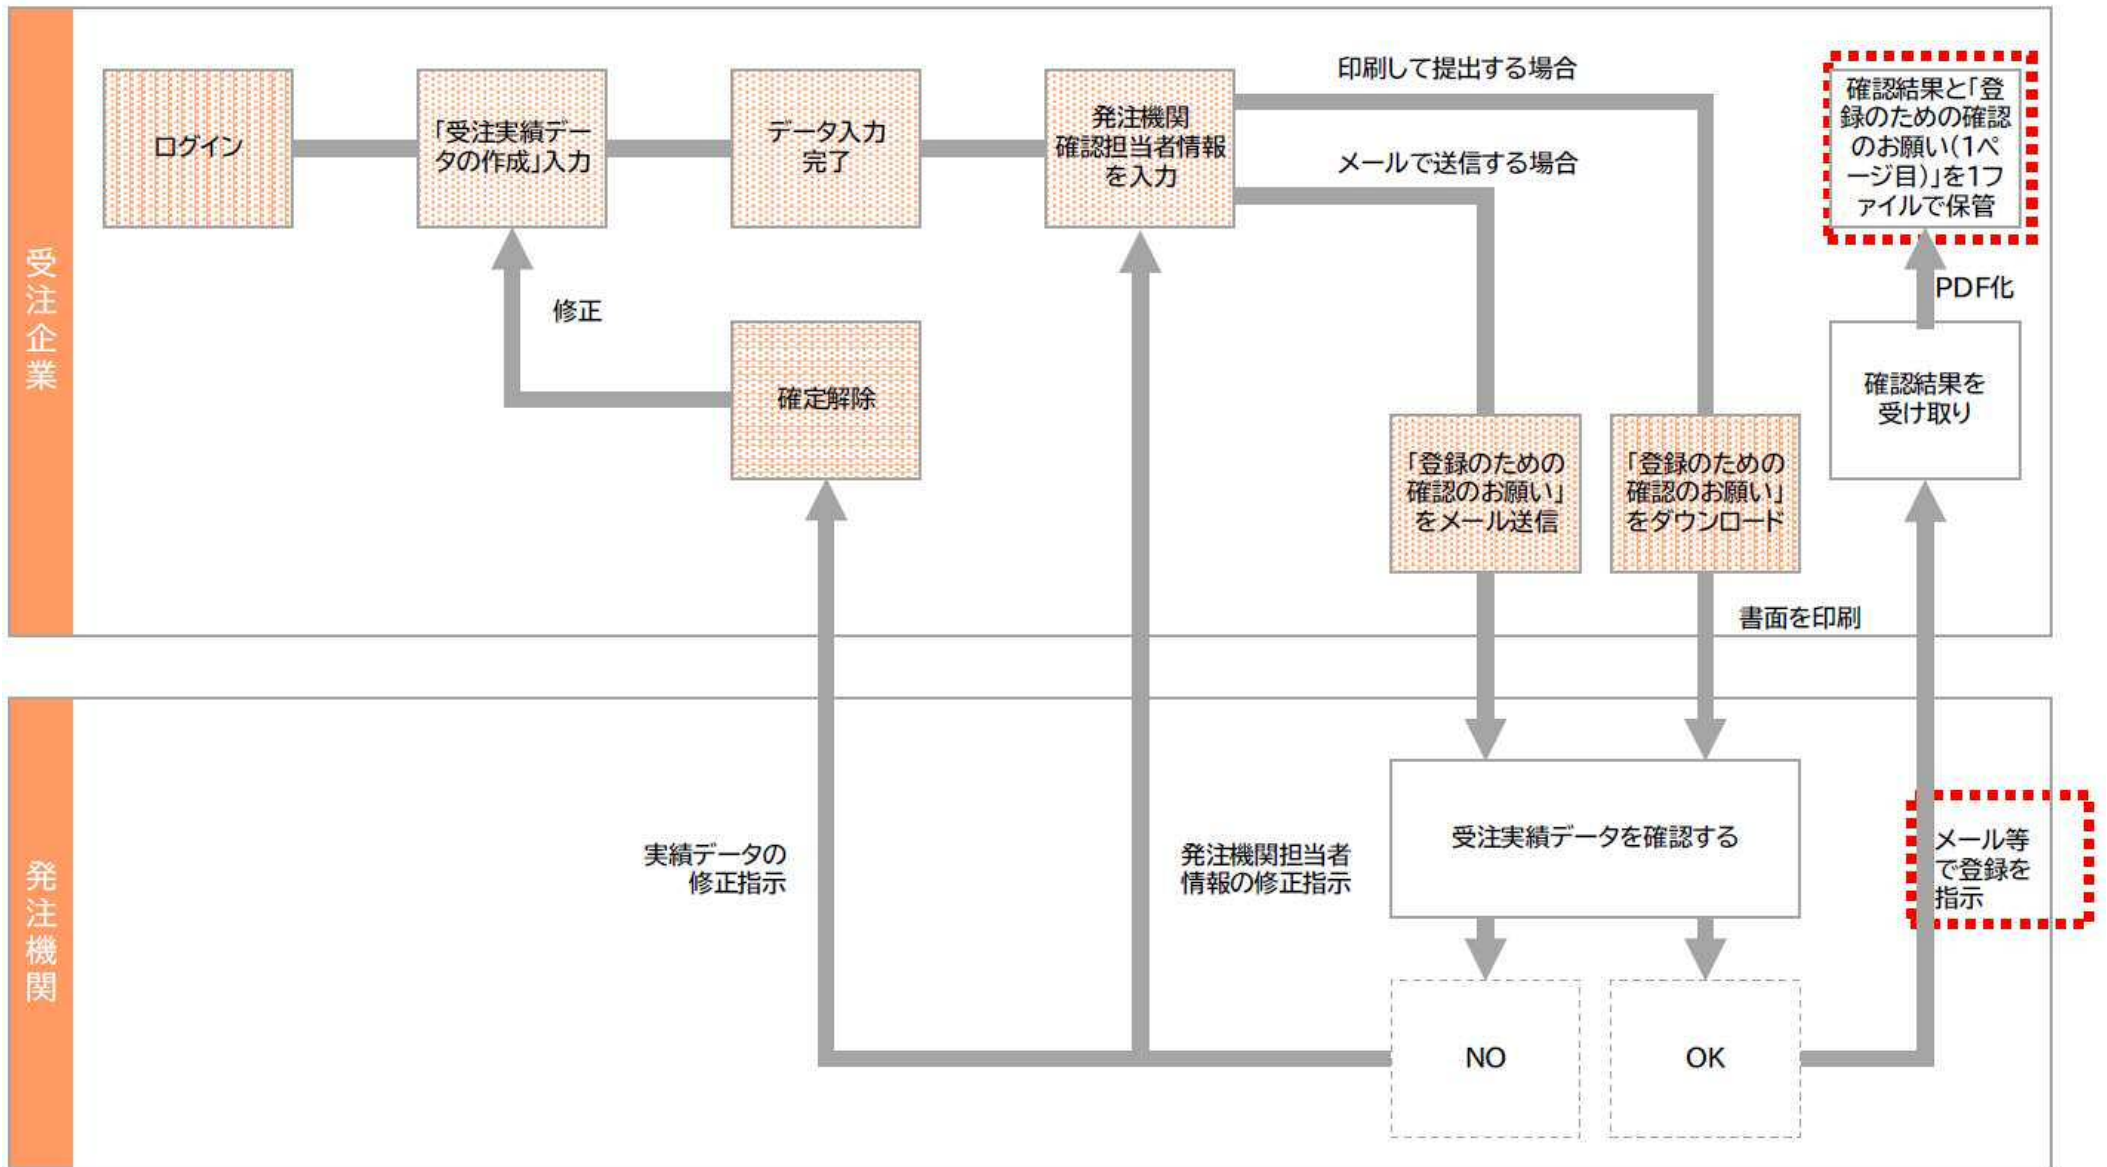 受注企業
ログイン
「受注実績デー
タの作成」入力
データ入力
完了
発注機関
確認担当者情報
を入力
印刷して提出する場合
メールで送信する場合
確認結果と「登
録のための確認
のお願い(1ペ
ージ目)」を1フ
ァイルで保管
PDF化
修正
確定解除
確認結果を
受け取り
「登録のための
確認のお願い」
をメール送信
「登録のための
確認のお願い」
をダウンロード
書面を印刷
発注機関
実績データの
修正指示
発注機関担当者
情報の修正指示
受注実績データを確認する
メール等
で登録を
指示
NO
OK